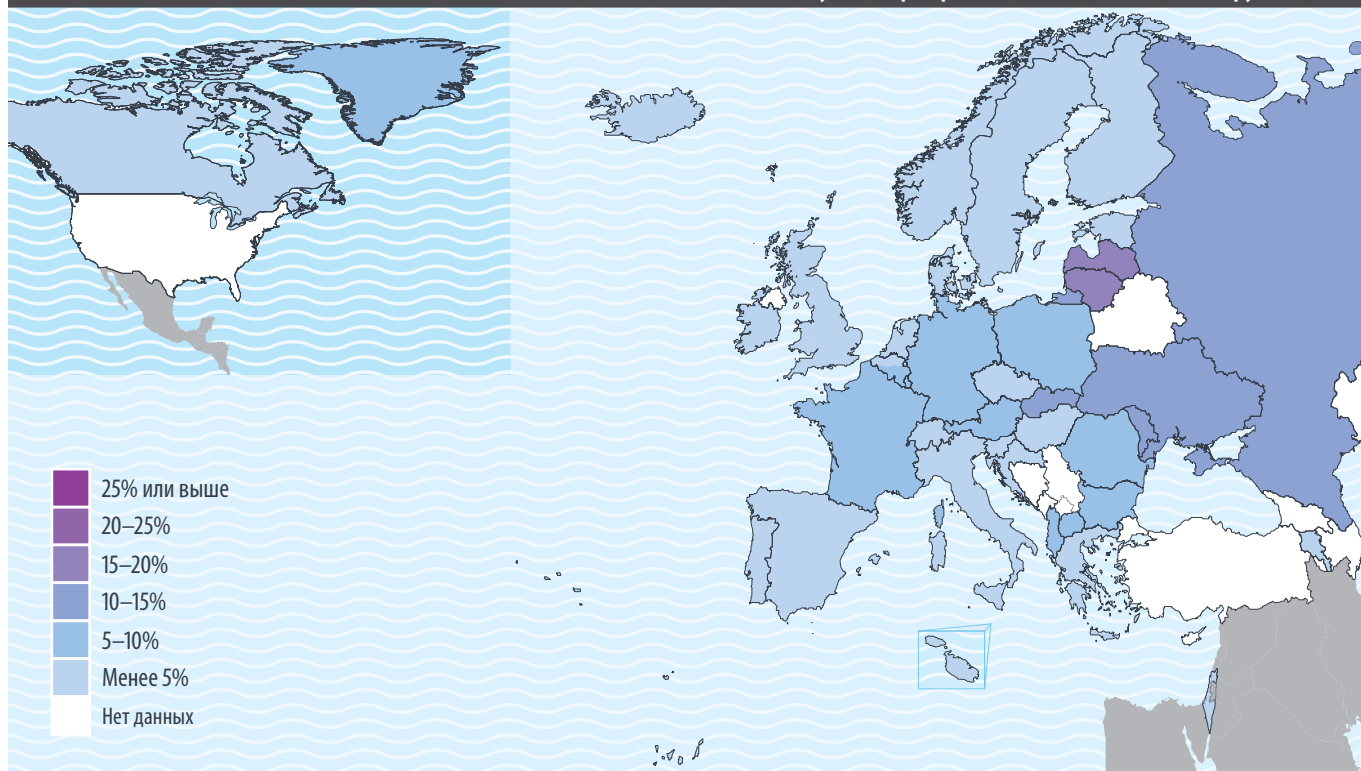 25% или выше
20–25%
15–20%
10–15%
5–10%
Менее 5%
Нет данных